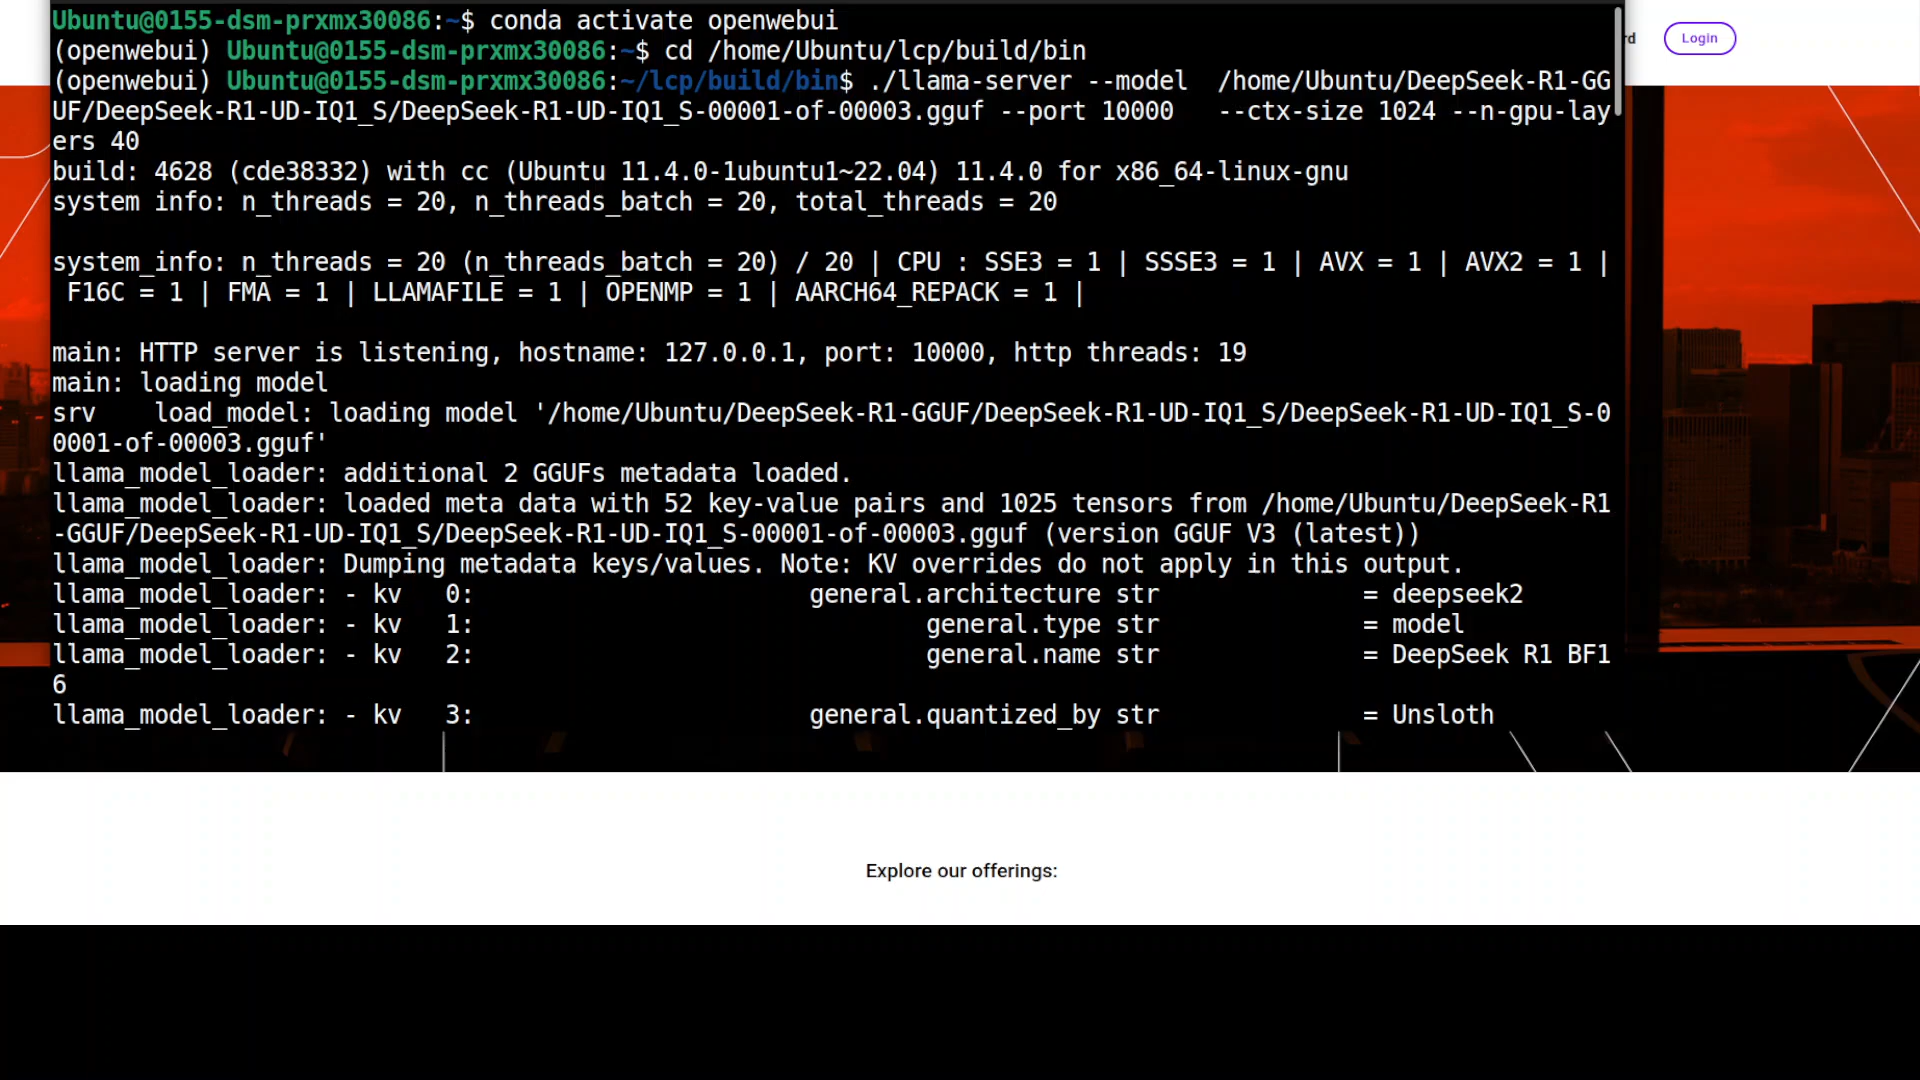 Ubuntu@0155-dsm-prxmx30086:~$ conda activate openwebui
(openwebui) Ubuntu@0155-dsm-prxmx30086:~$ cd /home/Ubuntu/lcp/build/bin
(openwebui) Ubuntu@0155-dsm-prxmx30086:~/lcp/build/bin$ ./llama-server --model  /home/Ubuntu/DeepSeek-R1-GG
UF/DeepSeek-R1-UD-IQ1_S/DeepSeek-R1-UD-IQ1_S-00001-of-00003.gguf --port 10000   --ctx-size 1024 --n-gpu-lay
ers 40
build: 4628 (cde38332) with cc (Ubuntu 11.4.0-1ubuntu1~22.04) 11.4.0 for x86_64-linux-gnu
system info: n_threads = 20, n_threads_batch = 20, total_threads = 20
system_info: n_threads = 20 (n_threads_batch = 20) / 20 | CPU : SSE3 = 1 | SSSE3 = 1 | AVX = 1 | AVX2 = 1 |
 F16C = 1 | FMA = 1 | LLAMAFILE = 1 | OPENMP = 1 | AARCH64_REPACK = 1 |
main: HTTP server is listening, hostname: 127.0.0.1, port: 10000, http threads: 19
main: loading model
srv    load_model: loading model '/home/Ubuntu/DeepSeek-R1-GGUF/DeepSeek-R1-UD-IQ1_S/DeepSeek-R1-UD-IQ1_S-0
0001-of-00003.gguf'
llama_model_loader: additional 2 GGUFs metadata loaded.
llama_model_loader: loaded meta data with 52 key-value pairs and 1025 tensors from /home/Ubuntu/DeepSeek-R1
-GGUF/DeepSeek-R1-UD-IQ1_S/DeepSeek-R1-UD-IQ1_S-00001-of-00003.gguf (version GGUF V3 (latest))
llama_model_loader: Dumping metadata keys/values. Note: KV overrides do not apply in this output.
llama_model_loader: - kv   0:                       general.architecture str              = deepseek2
llama_model_loader: - kv   1:                               general.type str              = model
llama_model_loader: - kv   2:                               general.name str              = DeepSeek R1 BF1
6
llama_model_loader: - kv   3:                       general.quantized_by str              = Unsloth
rd
Login
Explore our offerings: